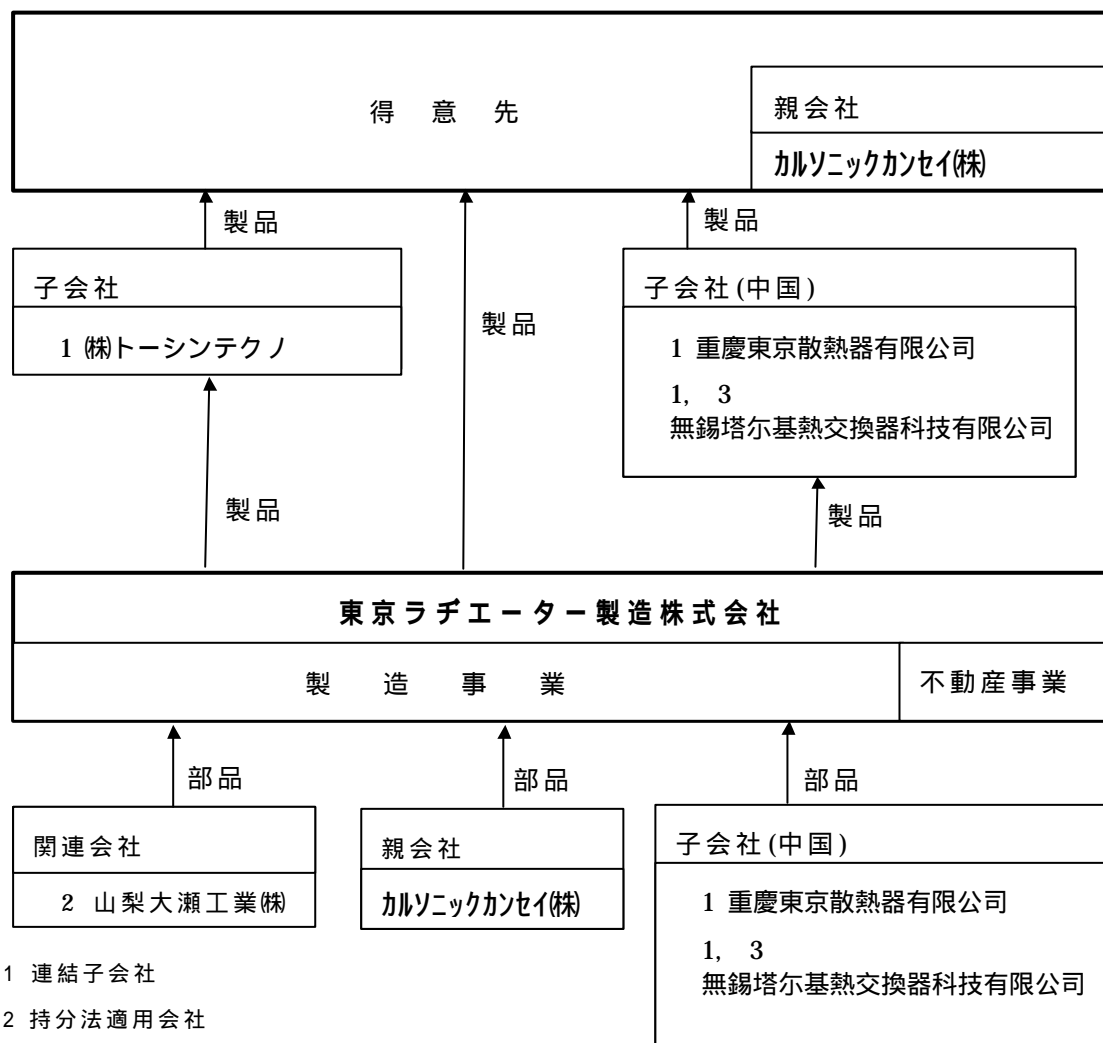 得意先
親会社
カルソニックカンセイ(株)
製品
製品
子会社
1 ㈱トーシンテクノ
製品
子会社(中国)
1 重慶東京散熱器有限公司
1, 3
無錫塔尓基熱交換器科技有限公司
製品
製品
東京ラヂエーター製造株式会社
製造事業
不動産事業
部品
部品
部品
関連会社
2 山梨大瀬工業㈱
親会社
カルソニックカンセイ(株)
子会社(中国)
1 重慶東京散熱器有限公司
1, 3
無錫塔尓基熱交換器科技有限公司
1 連結子会社
2 持分法適用会社